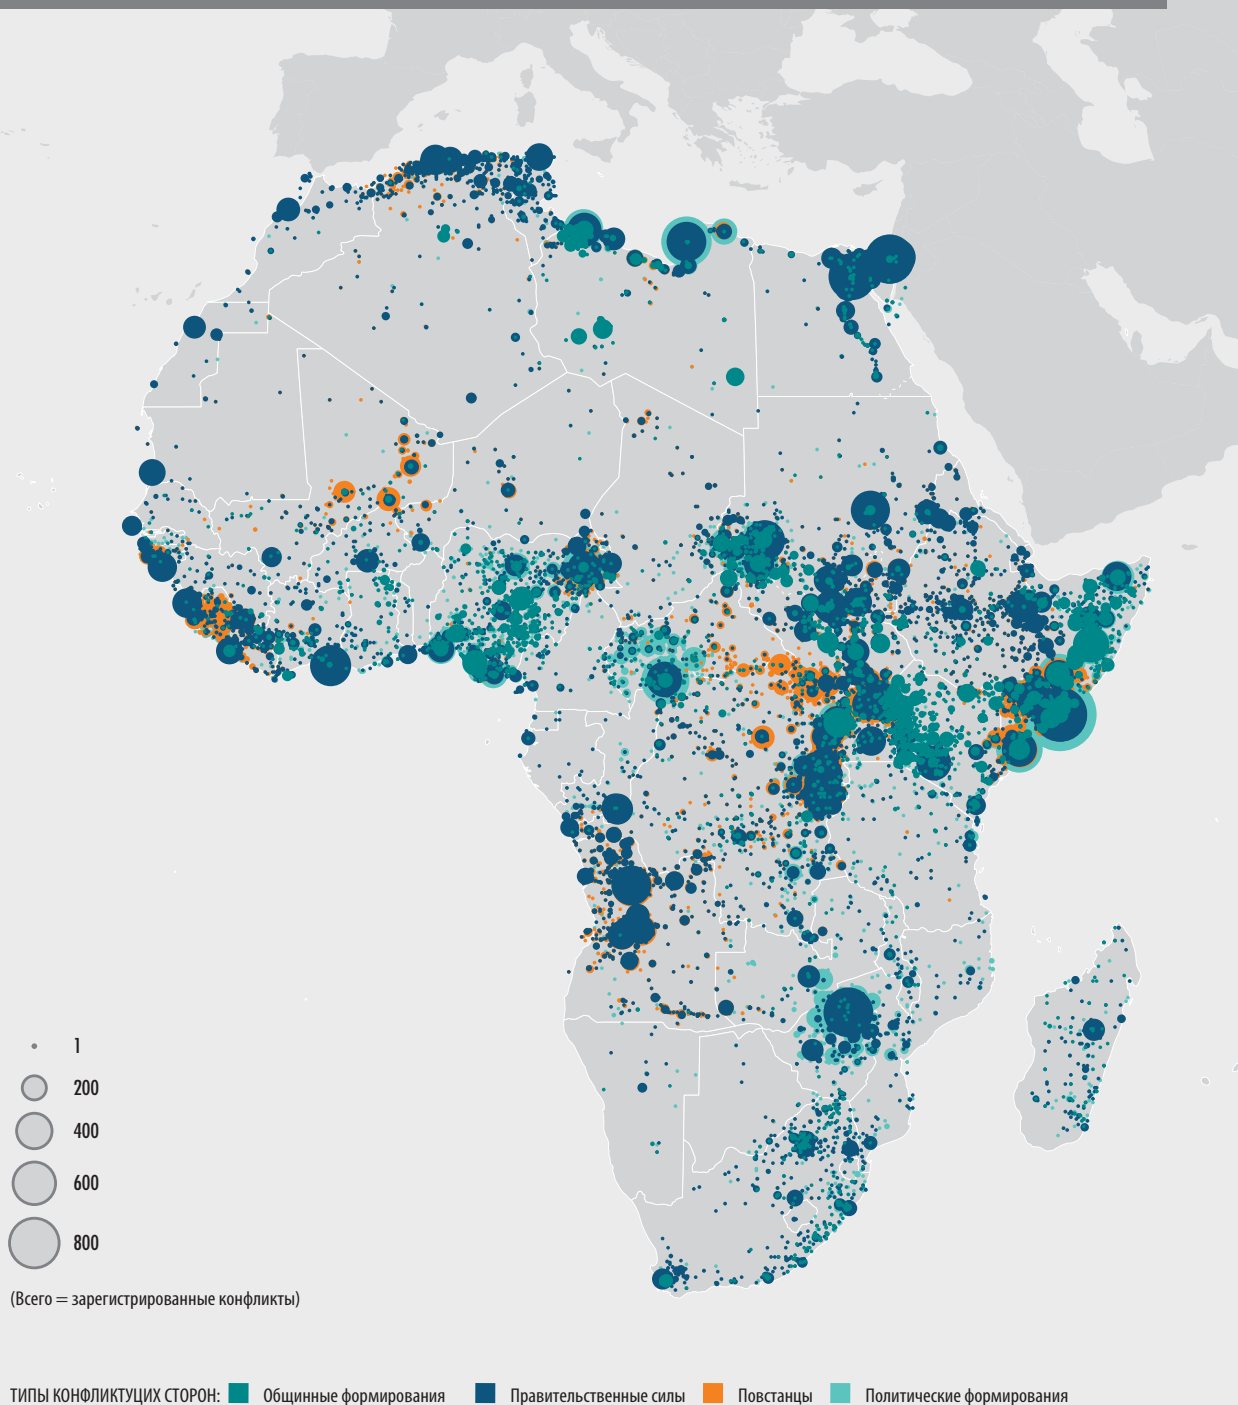 1
200
400
600
800
(Всего = зарегистрированные конфликты)
ТИПЫ КОНФЛИКТУЦИХ СТОРОН: Общинные формирования Правительственные силы Повстанцы Политические формирования